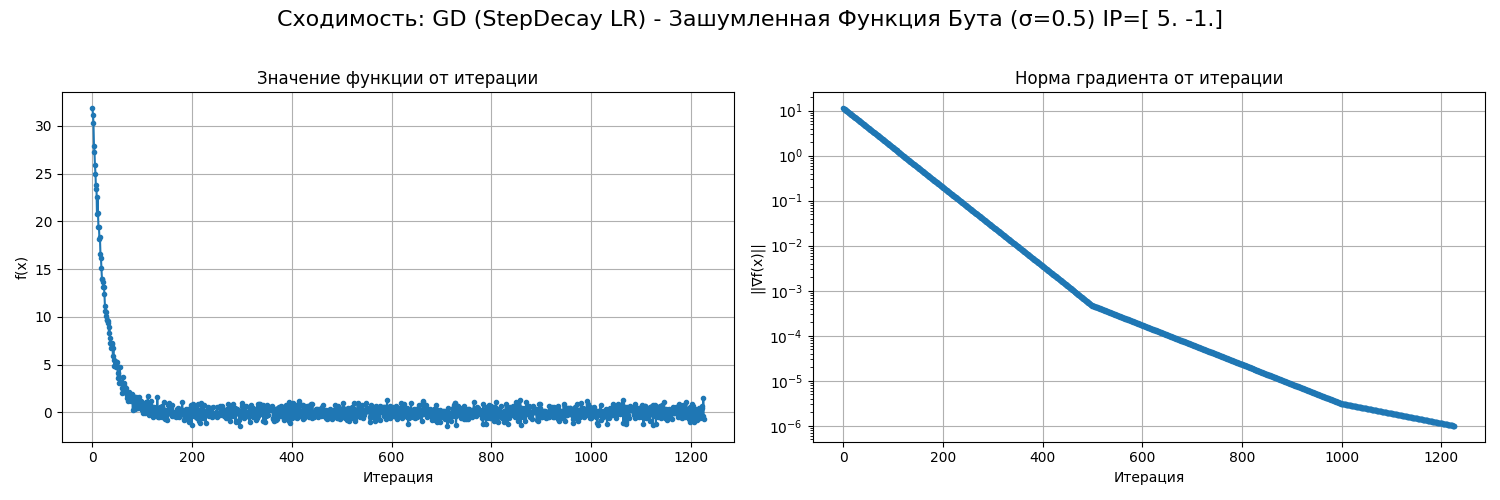 Сходимость: GD (StepDecay LR) - Зашумленная Функция Бута (σ=0.5) IP=[ 5. -1.]
Значение функции от итерации
f(x)
30
25
20
15
10
5
0
0 200 400 600 800 1000 1200
Итерация
Норма градиента от итерации
||∇f(x)||
10¹
10⁰
10⁻¹
10⁻²
10⁻³
10⁻⁴
10⁻⁵
10⁻⁶
0 200 400 600 800 1000 1200
Итерация